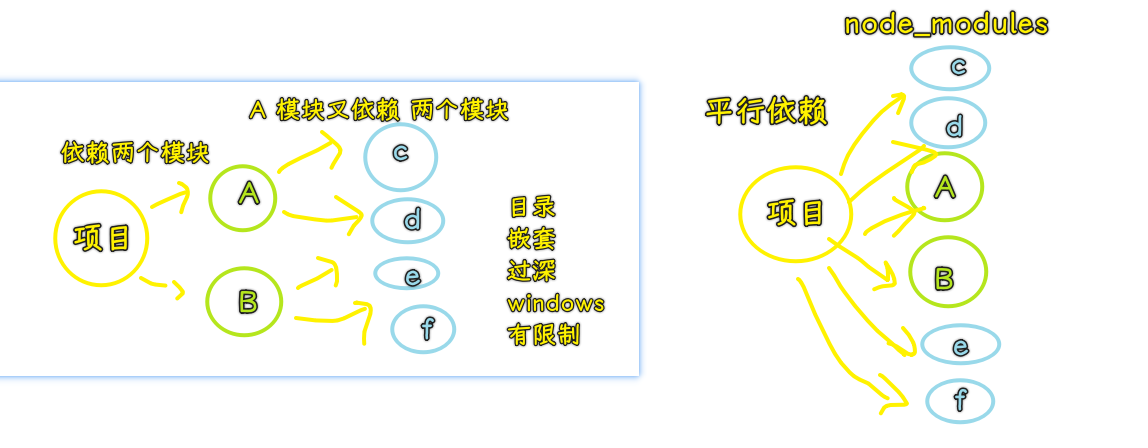 A 模块又依赖 两个模块
依赖两个模块
项目
A
B
c
d
e
f
目录
嵌套
过深
windows
有限制
node_modules
平行依赖
项目
c
d
A
B
e
f